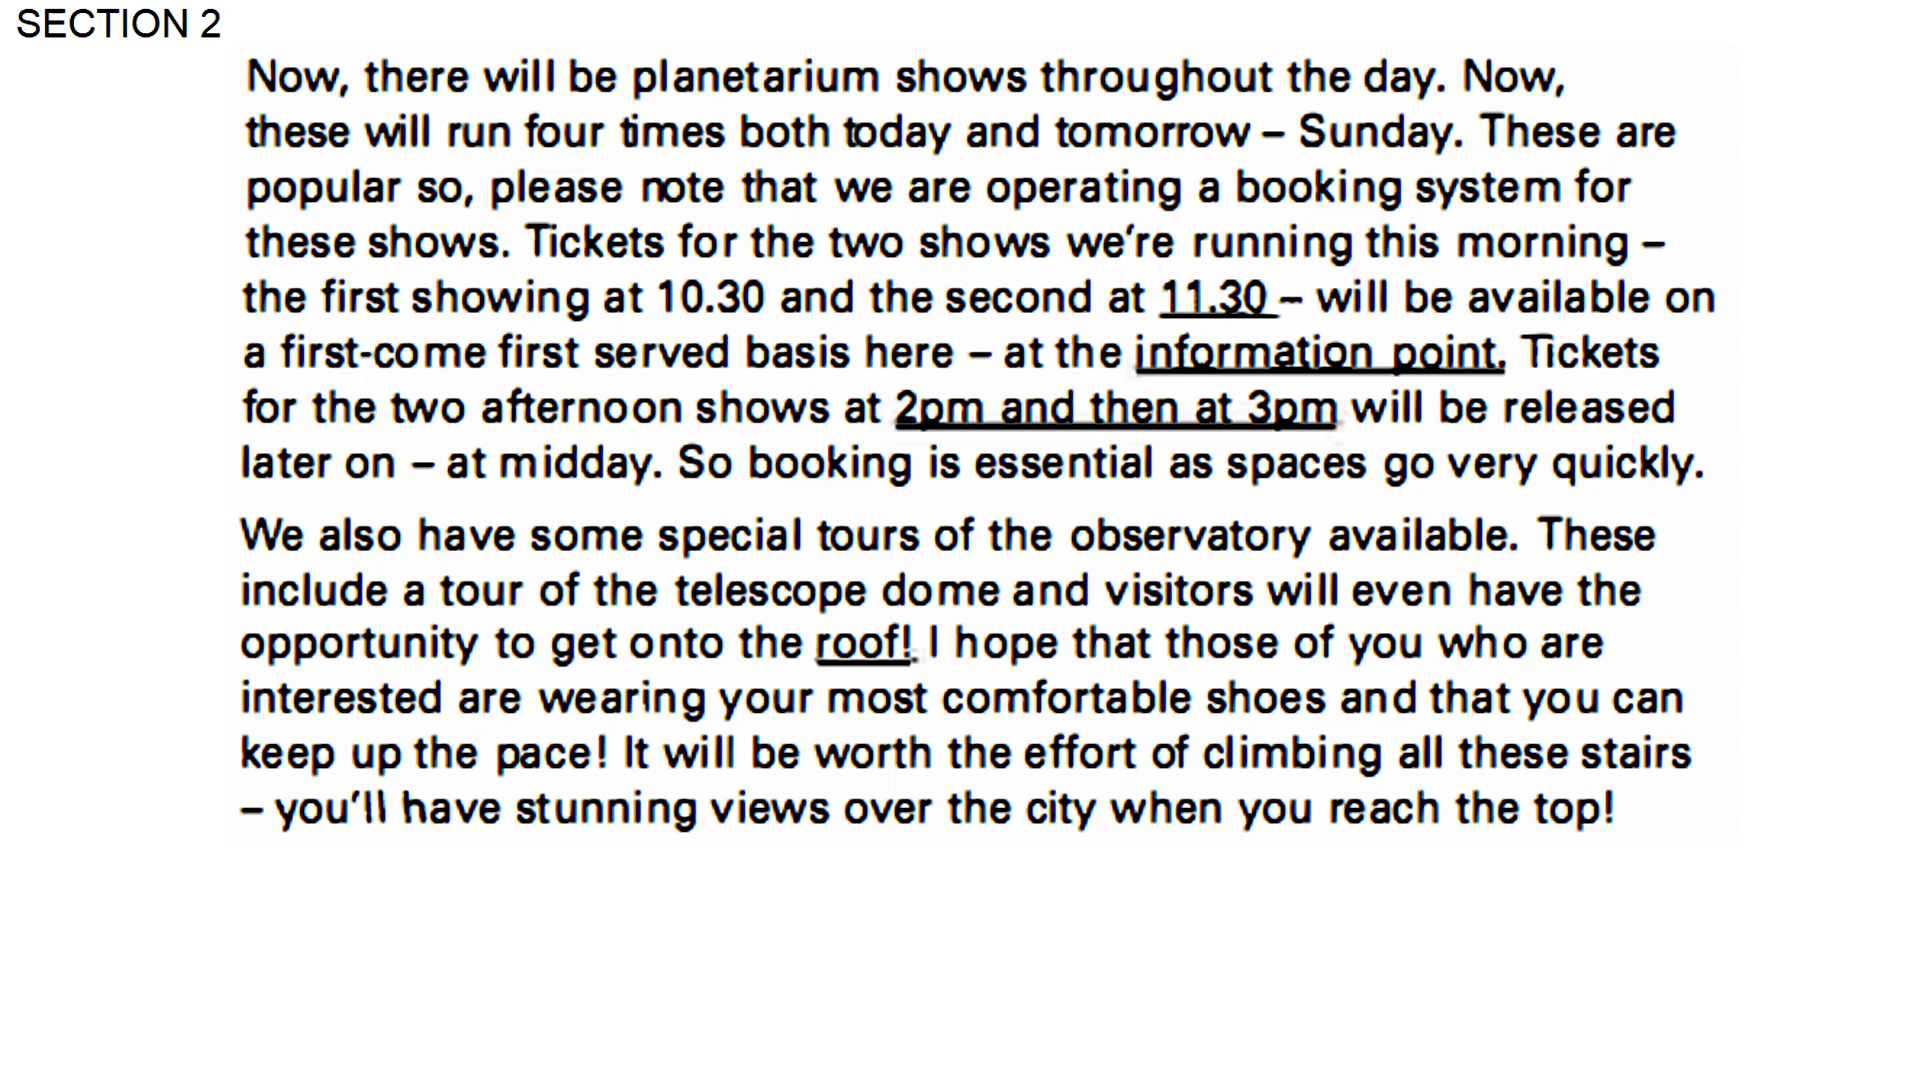 SECTION 2
Now, there will be planetarium shows throughout the day. Now,
these will run four times both today and tomorrow – Sunday. These are
popular so, please note that we are operating a booking system for
these shows. Tickets for the two shows we're running this morning –
the first showing at 10.30 and the second at 11.30 – will be available on
a first-come first served basis here – at the information point. Tickets
for the two afternoon shows at 2pm and then at 3pm will be released
later on – at midday. So booking is essential as spaces go very quickly.
We also have some special tours of the observatory available. These
include a tour of the telescope dome and visitors will even have the
opportunity to get onto the roof! I hope that those of you who are
interested are wearing your most comfortable shoes and that you can
keep up the pace! It will be worth the effort of climbing all these stairs
– you'll have stunning views over the city when you reach the top!